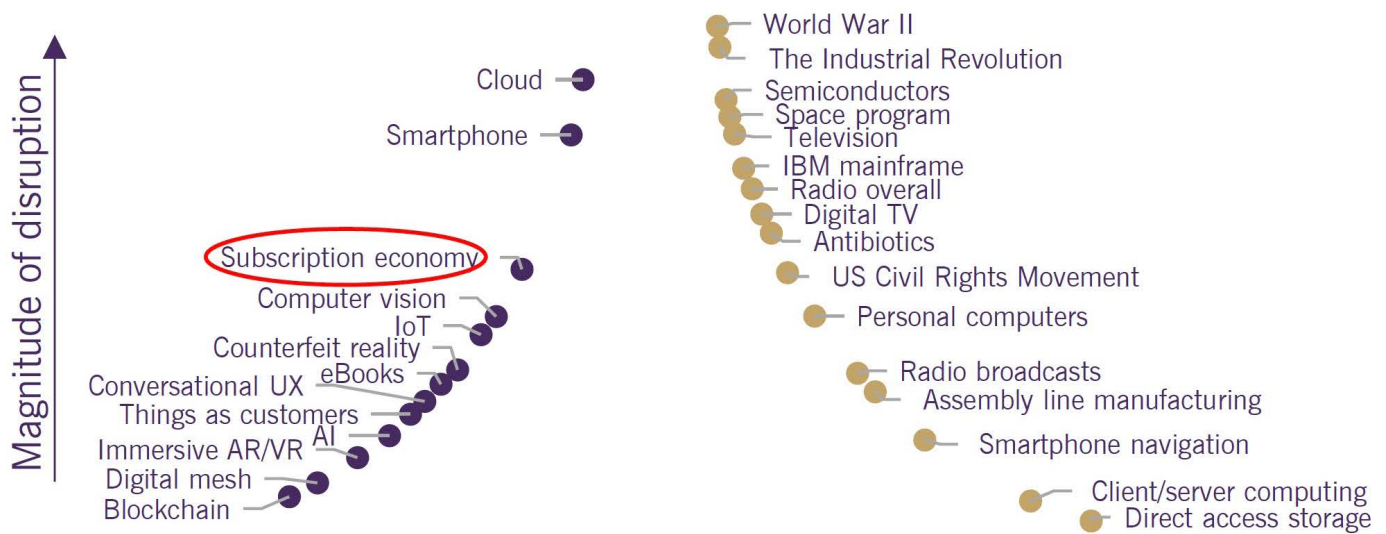 Magnitude of disruption
Cloud
Smartphone
Subscription economy
Computer vision
IoT
Counterfeit reality
eBooks
Conversational UX
Things as customers
AI
Immersive AR/VR
Digital mesh
Blockchain
World War II
The Industrial Revolution
Semiconductors
Space program
Television
IBM mainframe
Radio overall
Digital TV
Antibiotics
US Civil Rights Movement
Personal computers
Radio broadcasts
Assembly line manufacturing
Smartphone navigation
Client/server computing
Direct access storage